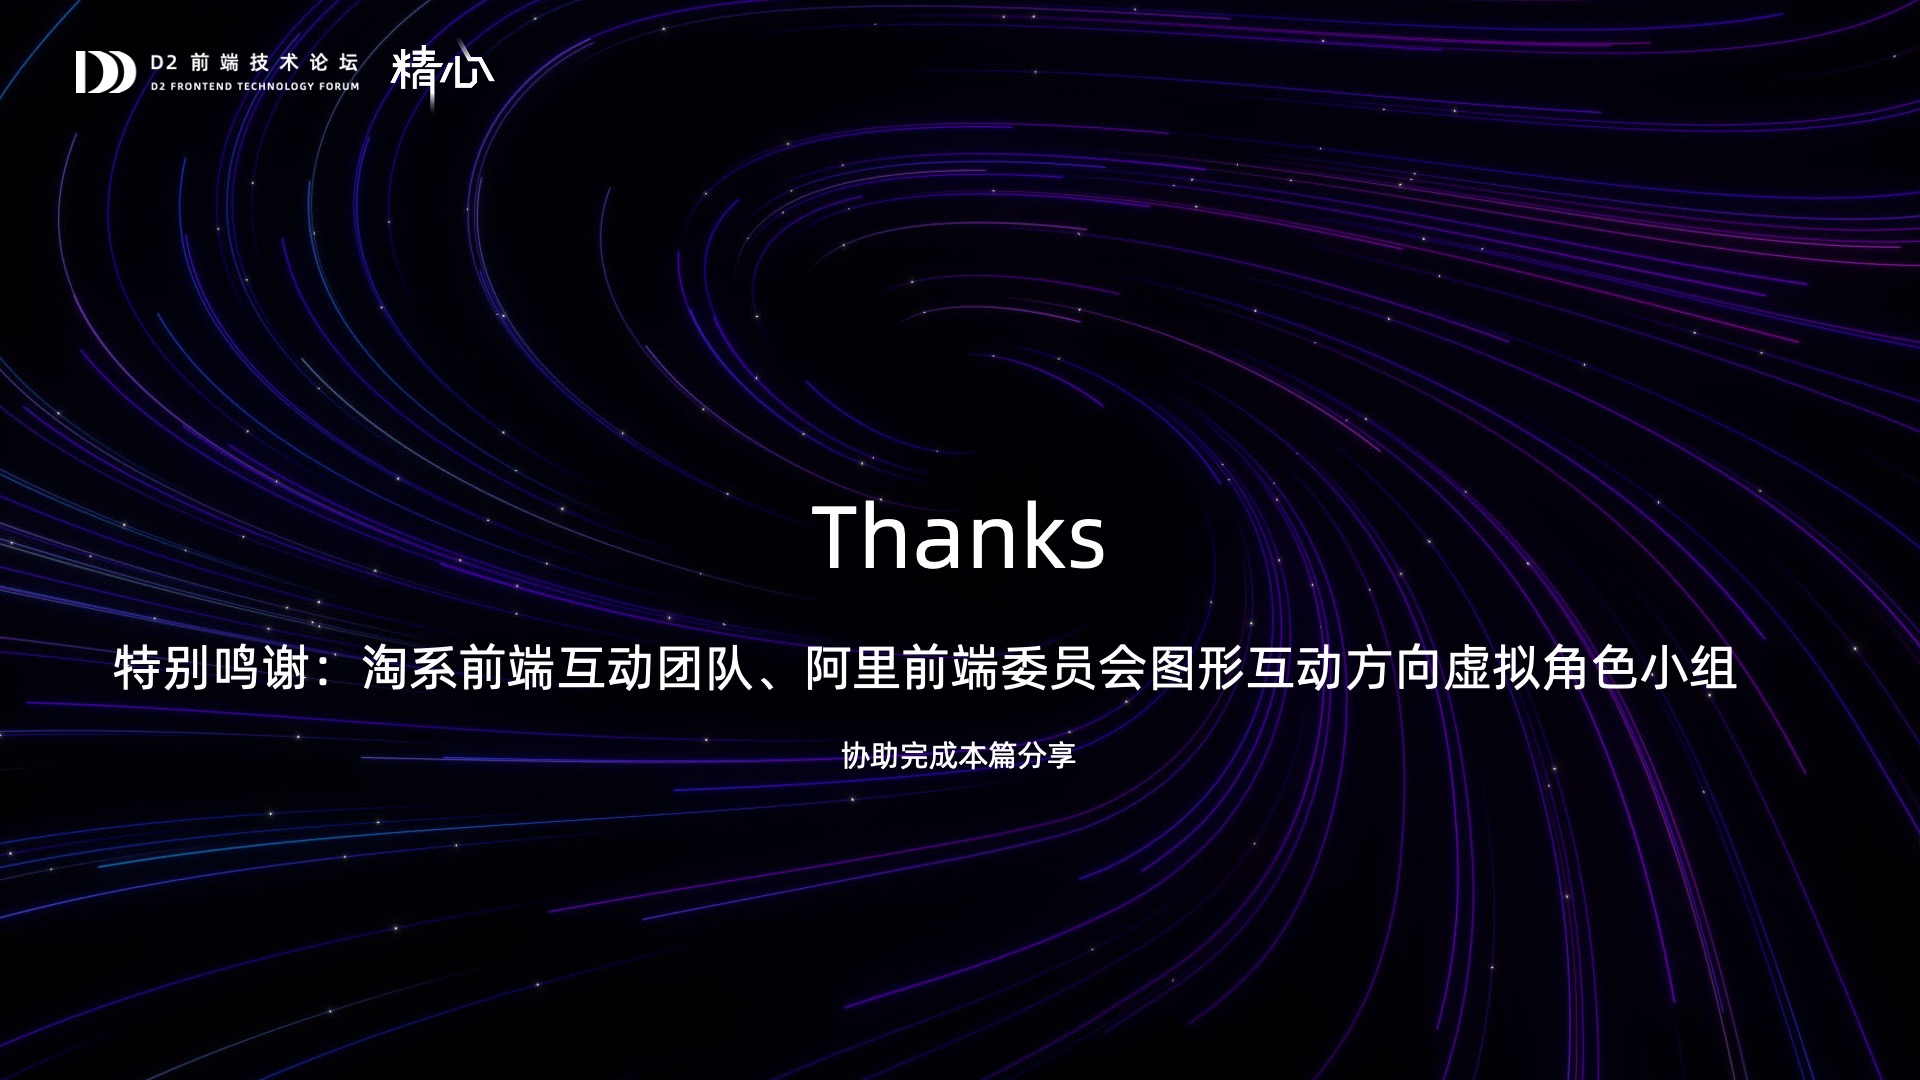 D2 前端技术论坛
D2 FRONTEND TECHNOLOGY FORUM
精心
Thanks
特别鸣谢：淘系前端互动团队、阿里前端委员会图形互动方向虚拟角色小组
协助完成本篇分享